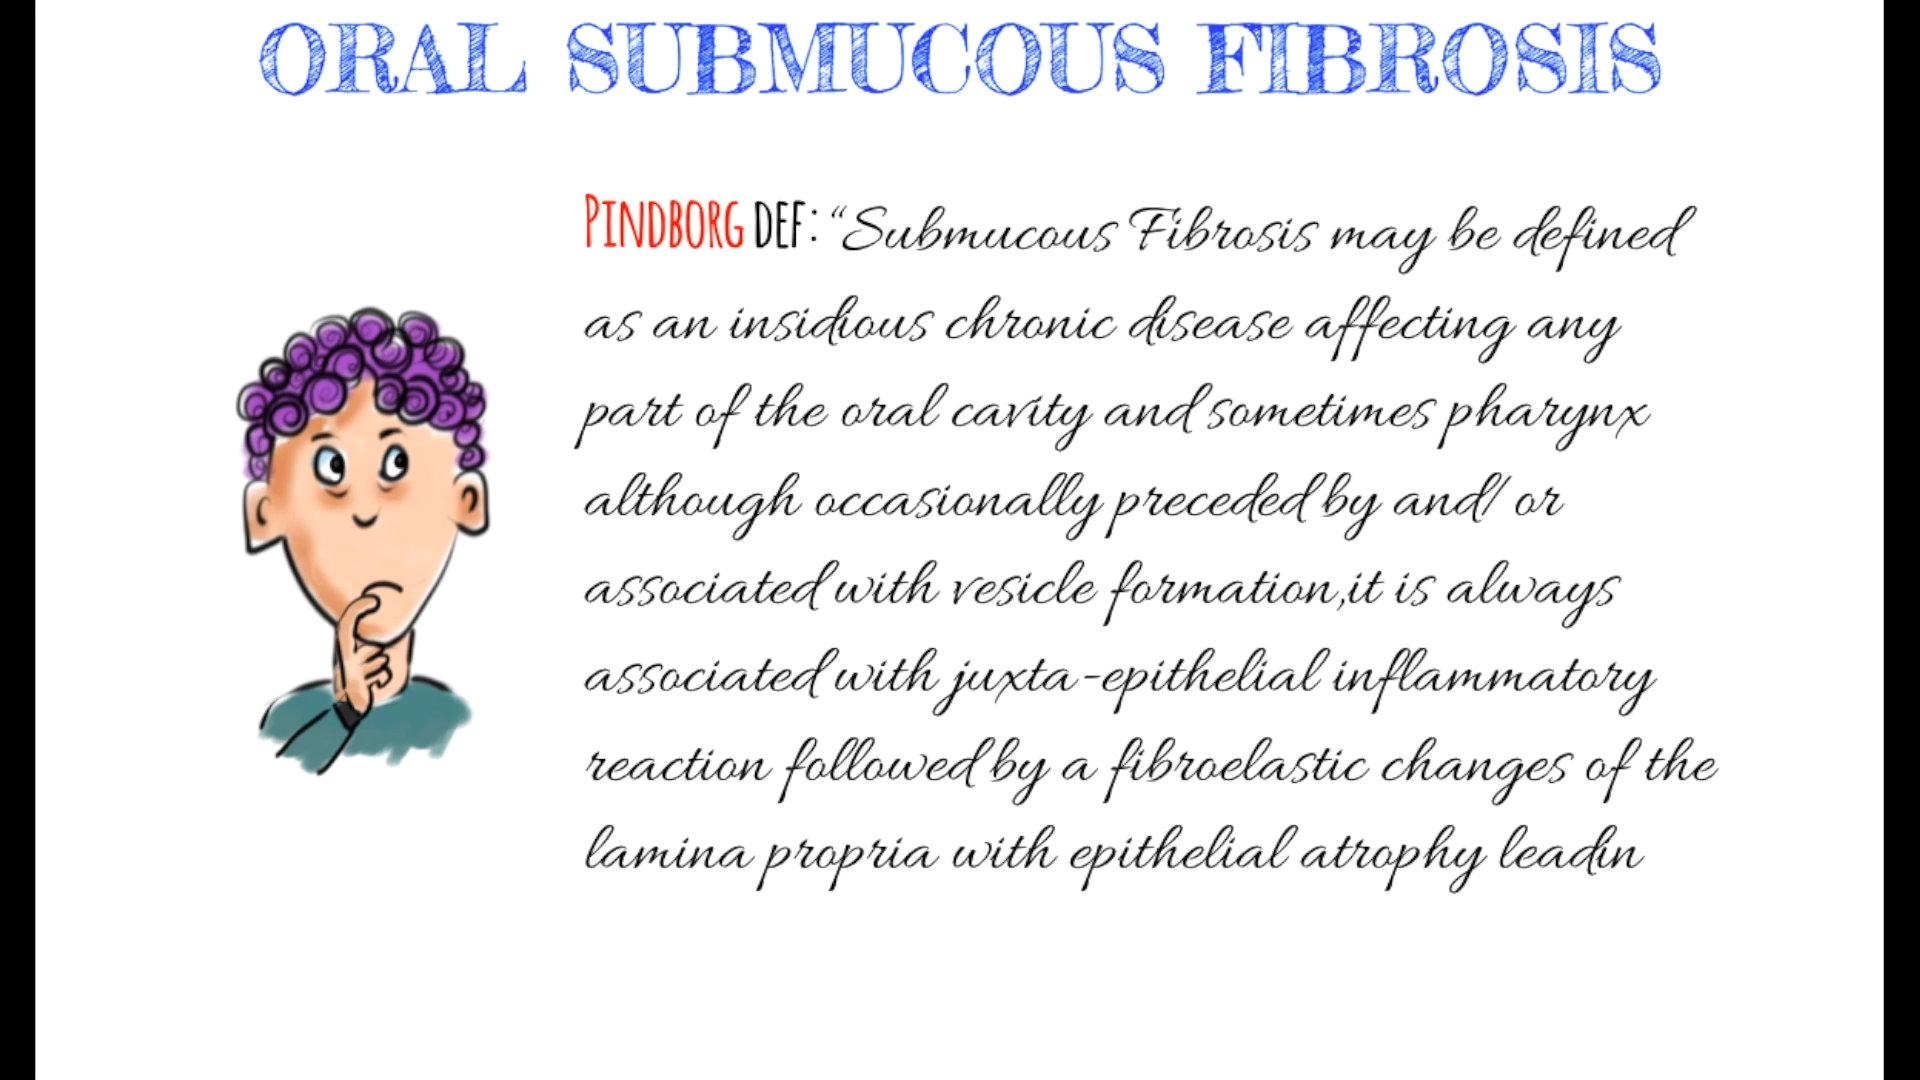 ORAL SUBMUCOUS FIBROSIS
PINDBORG DEF: “Submucous Fibrosis may be defined
as an insidious chronic disease affecting any
part of the oral cavity and sometimes pharynx
although occasionally preceded by and/ or
associated with vesicle formation,it is always
associated with juxta-epithelial inflammatory
reaction followed by a fibroelastic changes of the
lamina propria with epithelial atrophy leadin